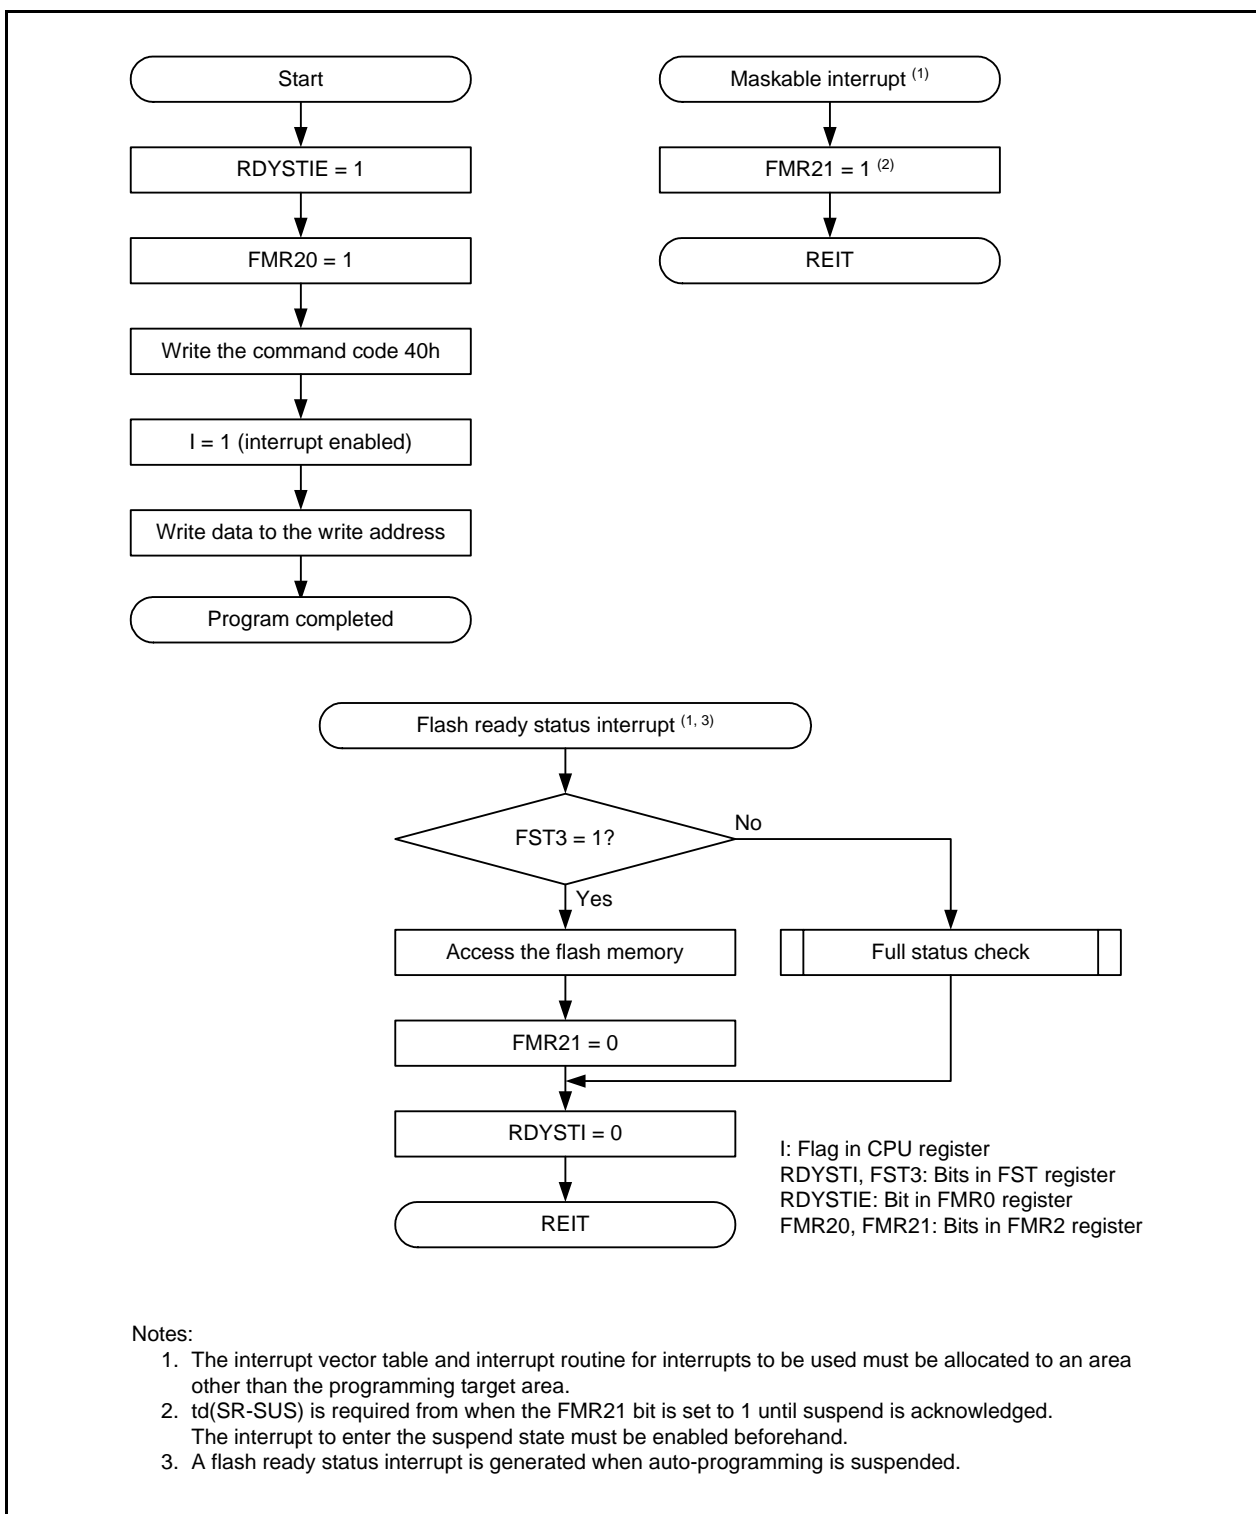 Start
RDYSTIE = 1
FMR20 = 1
Write the command code 40h
I = 1 (interrupt enabled)
Write data to the write address
Program completed
Maskable interrupt (1)
FMR21 = 1 (2)
REIT
Flash ready status interrupt (1, 3)
FST3 = 1?
No
Yes
Access the flash memory
Full status check
FMR21 = 0
RDYSTI = 0
REIT
I: Flag in CPU register
RDYSTI, FST3: Bits in FST register
RDYSTIE: Bit in FMR0 register
FMR20, FMR21: Bits in FMR2 register
Notes:
1. The interrupt vector table and interrupt routine for interrupts to be used must be allocated to an area
other than the programming target area.
2. td(SR-SUS) is required from when the FMR21 bit is set to 1 until suspend is acknowledged.
The interrupt to enter the suspend state must be enabled beforehand.
3. A flash ready status interrupt is generated when auto-programming is suspended.